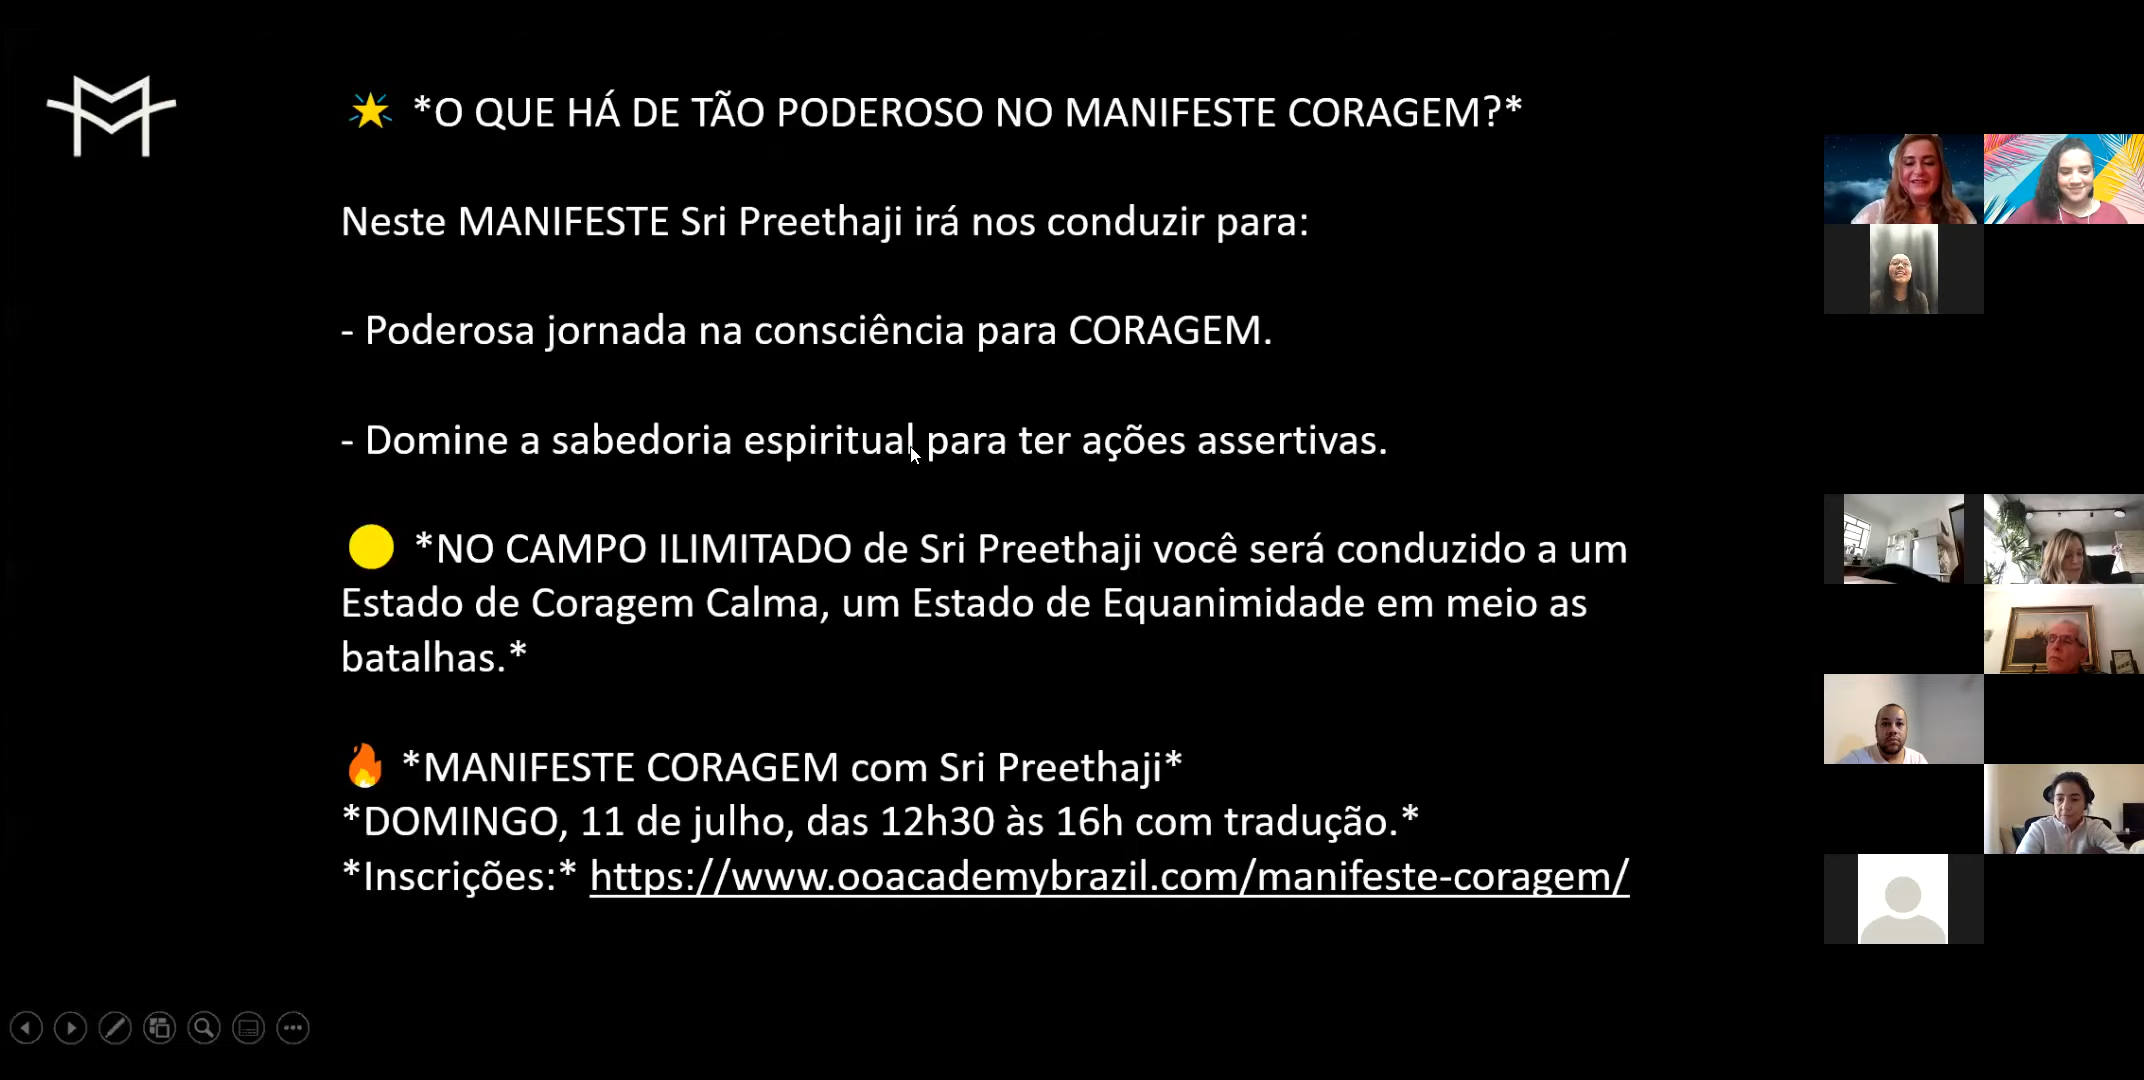 *O QUE HÁ DE TÃO PODEROSO NO MANIFESTE CORAGEM?*
Neste MANIFESTE Sri Preethaji irá nos conduzir para:
- Poderosa jornada na consciência para CORAGEM.
- Domine a sabedoria espiritual para ter ações assertivas.
*NO CAMPO ILIMITADO de Sri Preethaji você será conduzido a um
Estado de Coragem Calma, um Estado de Equanimidade em meio as
batalhas.*
*MANIFESTE CORAGEM com Sri Preethaji*
*DOMINGO, 11 de julho, das 12h30 às 16h com tradução.*
*Inscrições:* https://www.ooacademybrazil.com/manifeste-coragem/